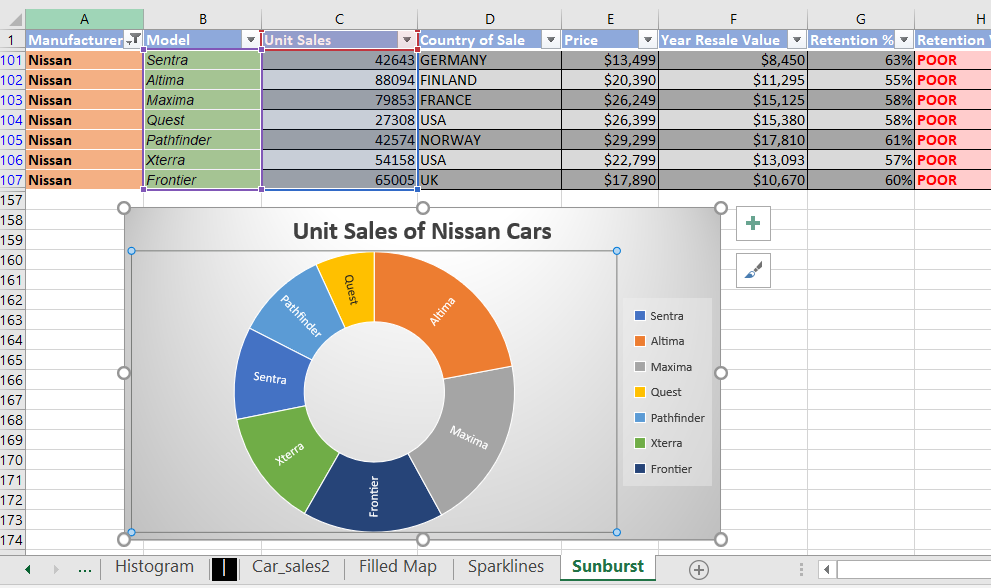 A B C D E F G H
1 Manufacturer Model Unit Sales Country of Sale Price Year Resale Value Retention % Retention
101 Nissan Sentra 42643 GERMANY $13,499 $8,450 63% POOR
102 Nissan Altima 88094 FINLAND $20,390 $11,295 55% POOR
103 Nissan Maxima 79853 FRANCE $26,249 $15,125 58% POOR
104 Nissan Quest 27308 USA $26,399 $15,380 58% POOR
105 Nissan Pathfinder 42574 NORWAY $29,299 $17,810 61% POOR
106 Nissan Xterra 54158 USA $22,799 $13,093 57% POOR
107 Nissan Frontier 65005 UK $17,890 $10,670 60% POOR
157
158
159
160
161
162
163
164
165
166
167
168
169
170
171
172
173
174
Unit Sales of Nissan Cars
Quest
Altima
Pathfinder
Sentra
Maxima
Xterra
Frontier
Sentra
Altima
Maxima
Quest
Pathfinder
Xterra
Frontier
... Histogram Car_sales2 Filled Map Sparklines Sunburst